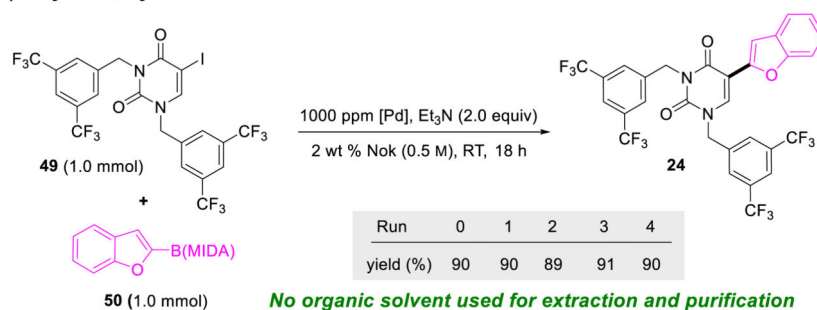 F3C
O
I
N
CF3
O
N
CF3
49 (1.0 mmol)
CF3
+
B(MIDA)
O
50 (1.0 mmol)
1000 ppm [Pd], Et3N (2.0 equiv)
2 wt % Nok (0.5 M), RT, 18 h
O
O
F3C
N
O
N
CF3
CF3
24
CF3
Run 0 1 2 3 4
yield (%) 90 90 89 91 90
No organic solvent used for extraction and purification